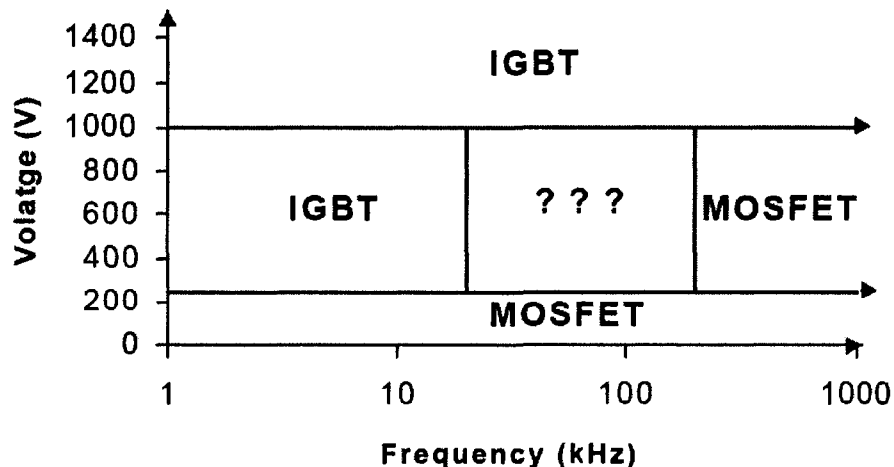 1400
IGBT
1200
1000
800
IGBT
? ? ?
MOSFET
600
400
200
MOSFET
0
1
10
100
1000
Volatge (V)
Frequency (kHz)